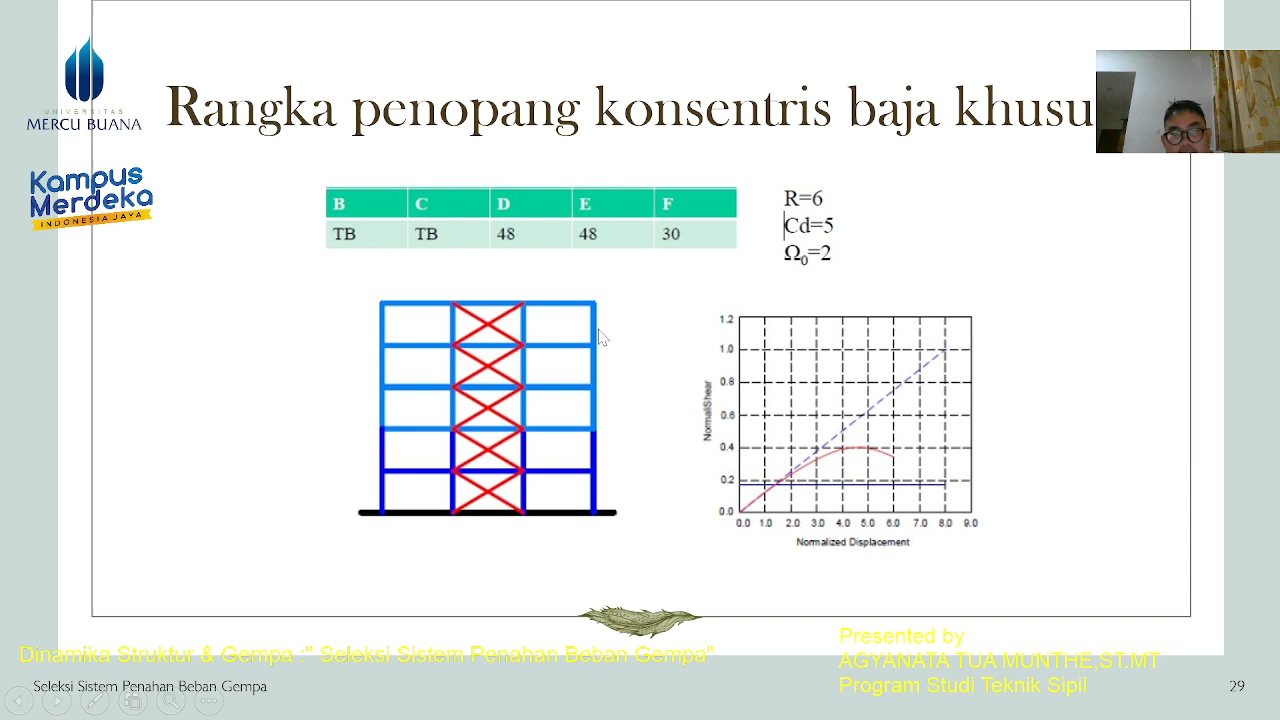 UNIVERSITAS
MERCU BUANA
Kampus
Merdeka
INDONESIA JAYA
Rangka penopang konsentris baja khusu
B C D E F
TB TB 48 48 30
R=6
Cd=5
Ω0=2
1.2
1.0
0.8
0.6
0.4
0.2
0.0
NormaliShear
0.0 1.0 2.0 3.0 4.0 5.0 6.0 7.0 8.0 9.0
Normalized Displacement
Dinamika Struktur & Gempa :" Seleksi Sistem Penahan Beban Gempa"
Presented by
AGYANATA TUA MUNTHE,ST.MT
Program Studi Teknik Sipil
Seleksi Sistem Penahan Beban Gempa
29